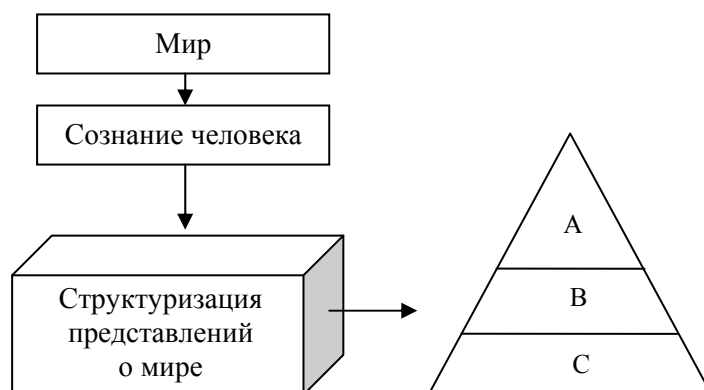 Мир
Сознание человека
Структуризация
представлений
о мире
A
B
C